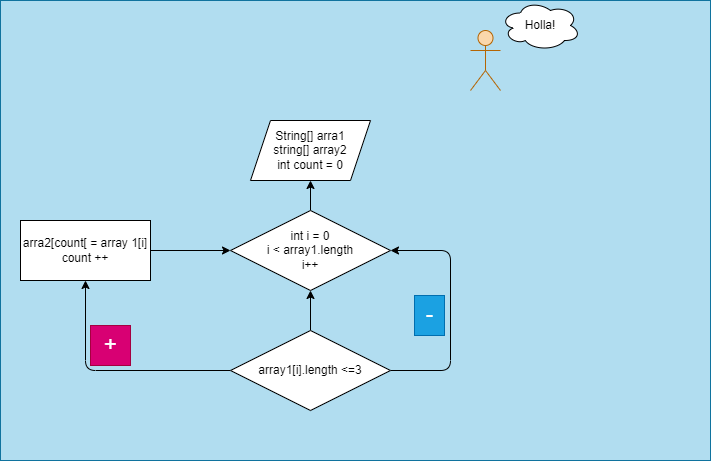 Holla!
String[] arra1
string[] array2
int count = 0
int i = 0
i < array1.length
i++
arra2[count[ = array 1[i]
count ++
+
-
array1[i].length <=3